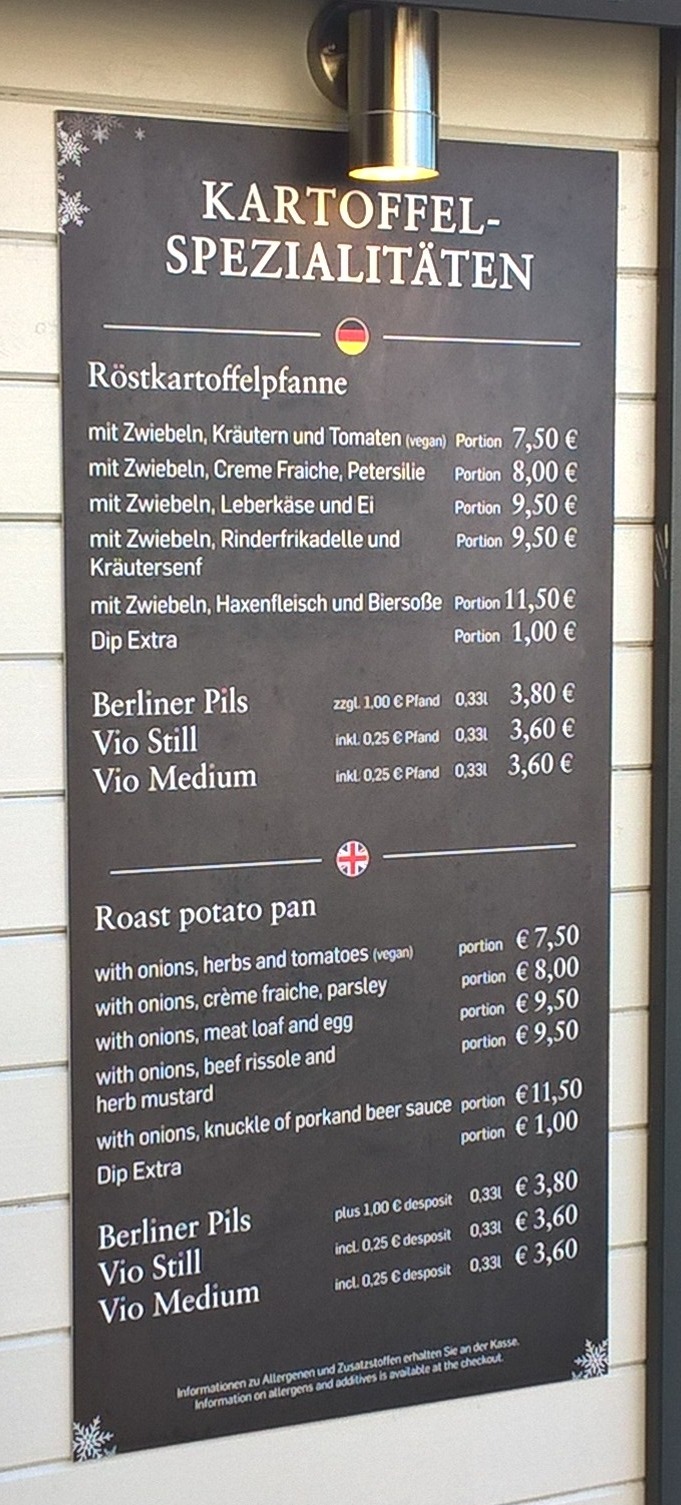 KARTOFFEL-
SPEZIALITÄTEN
Röstkartoffelpfanne
mit Zwiebeln, Kräutern und Tomaten (vegan) Portion 7,50 €
mit Zwiebeln, Creme Fraiche, Petersilie Portion 8,00 €
mit Zwiebeln, Leberkäse und Ei Portion 9,50 €
mit Zwiebeln, Rinderfrikadelle und Portion 9,50 €
Kräutersenf
mit Zwiebeln, Haxenfleisch und Biersoße Portion 11,50 €
Dip Extra Portion 1,00 €
Berliner Pils zzgl. 1,00 € Pfand 0,33l 3,80 €
Vio Still inkl. 0,25 € Pfand 0,33l 3,60 €
Vio Medium inkl. 0,25 € Pfand 0,33l 3,60 €
Roast potato pan
with onions, herbs and tomatoes (vegan) portion € 7,50
with onions, crème fraiche, parsley portion € 8,00
with onions, meat loaf and egg portion € 9,50
with onions, beef rissole and portion € 9,50
herb mustard
with onions, knuckle of porkand beer sauce portion € 11,50
Dip Extra portion € 1,00
Berliner Pils plus 1,00 € desposit 0,33l € 3,80
Vio Still incl. 0,25 € desposit 0,33l € 3,60
Vio Medium incl. 0,25 € desposit 0,33l € 3,60
Informationen zu Allergenen und Zusatzstoffen erhalten Sie an der Kasse.
Information on allergens and additives is available at the checkout.